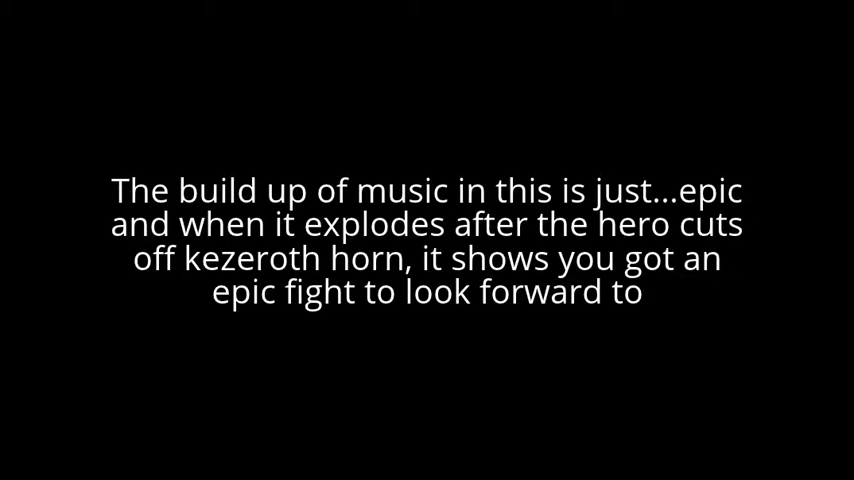 The build up of music in this is just...epic
and when it explodes after the hero cuts
off kezeroth horn, it shows you got an
epic fight to look forward to